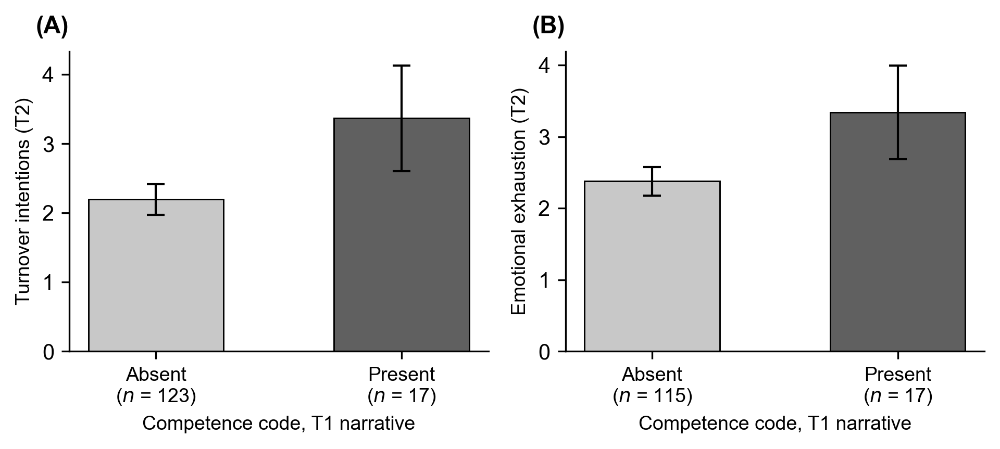 (A)
Turnover intentions (T2)
4
3
2
1
0
Absent
(n = 123)
Present
(n = 17)
Competence code, T1 narrative
(B)
Emotional exhaustion (T2)
4
3
2
1
0
Absent
(n = 115)
Present
(n = 17)
Competence code, T1 narrative